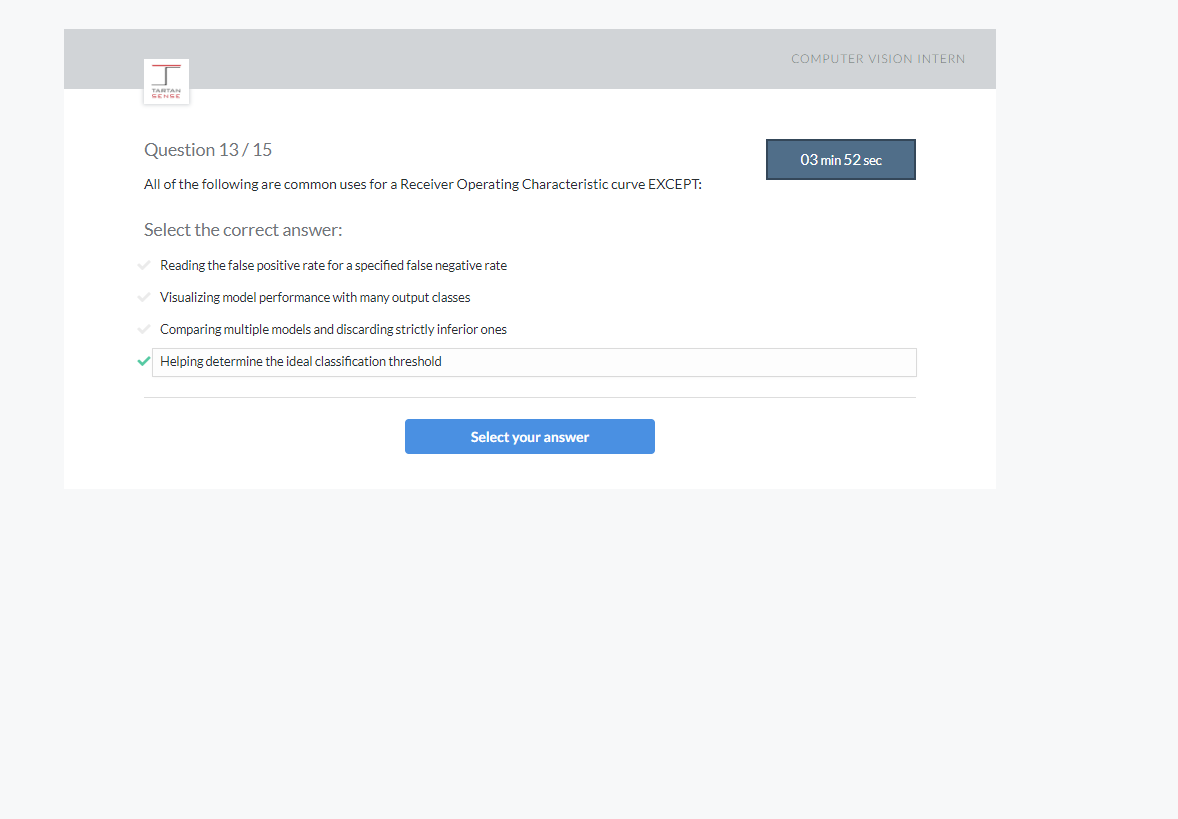 COMPUTER VISION INTERN
TARTAN
SENSE
Question 13 / 15
03 min 52 sec
All of the following are common uses for a Receiver Operating Characteristic curve EXCEPT:
Select the correct answer:
Reading the false positive rate for a specified false negative rate
Visualizing model performance with many output classes
Comparing multiple models and discarding strictly inferior ones
Helping determine the ideal classification threshold
Select your answer